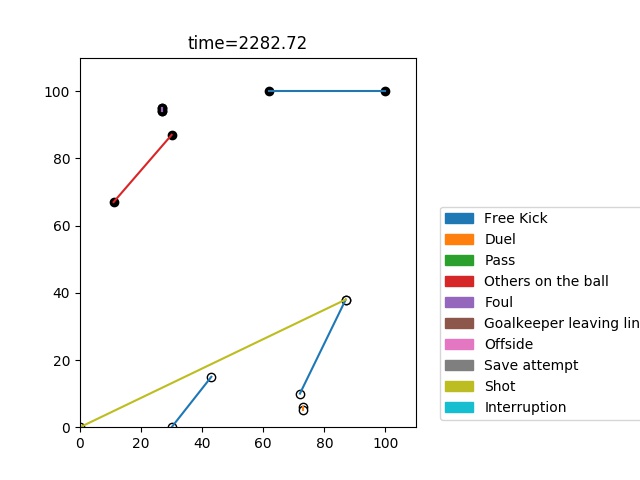 time=2282.72
100
80
60
40
20
0
0 20 40 60 80 100
Free Kick
Duel
Pass
Others on the ball
Foul
Goalkeeper leaving lin
Offside
Save attempt
Shot
Interruption